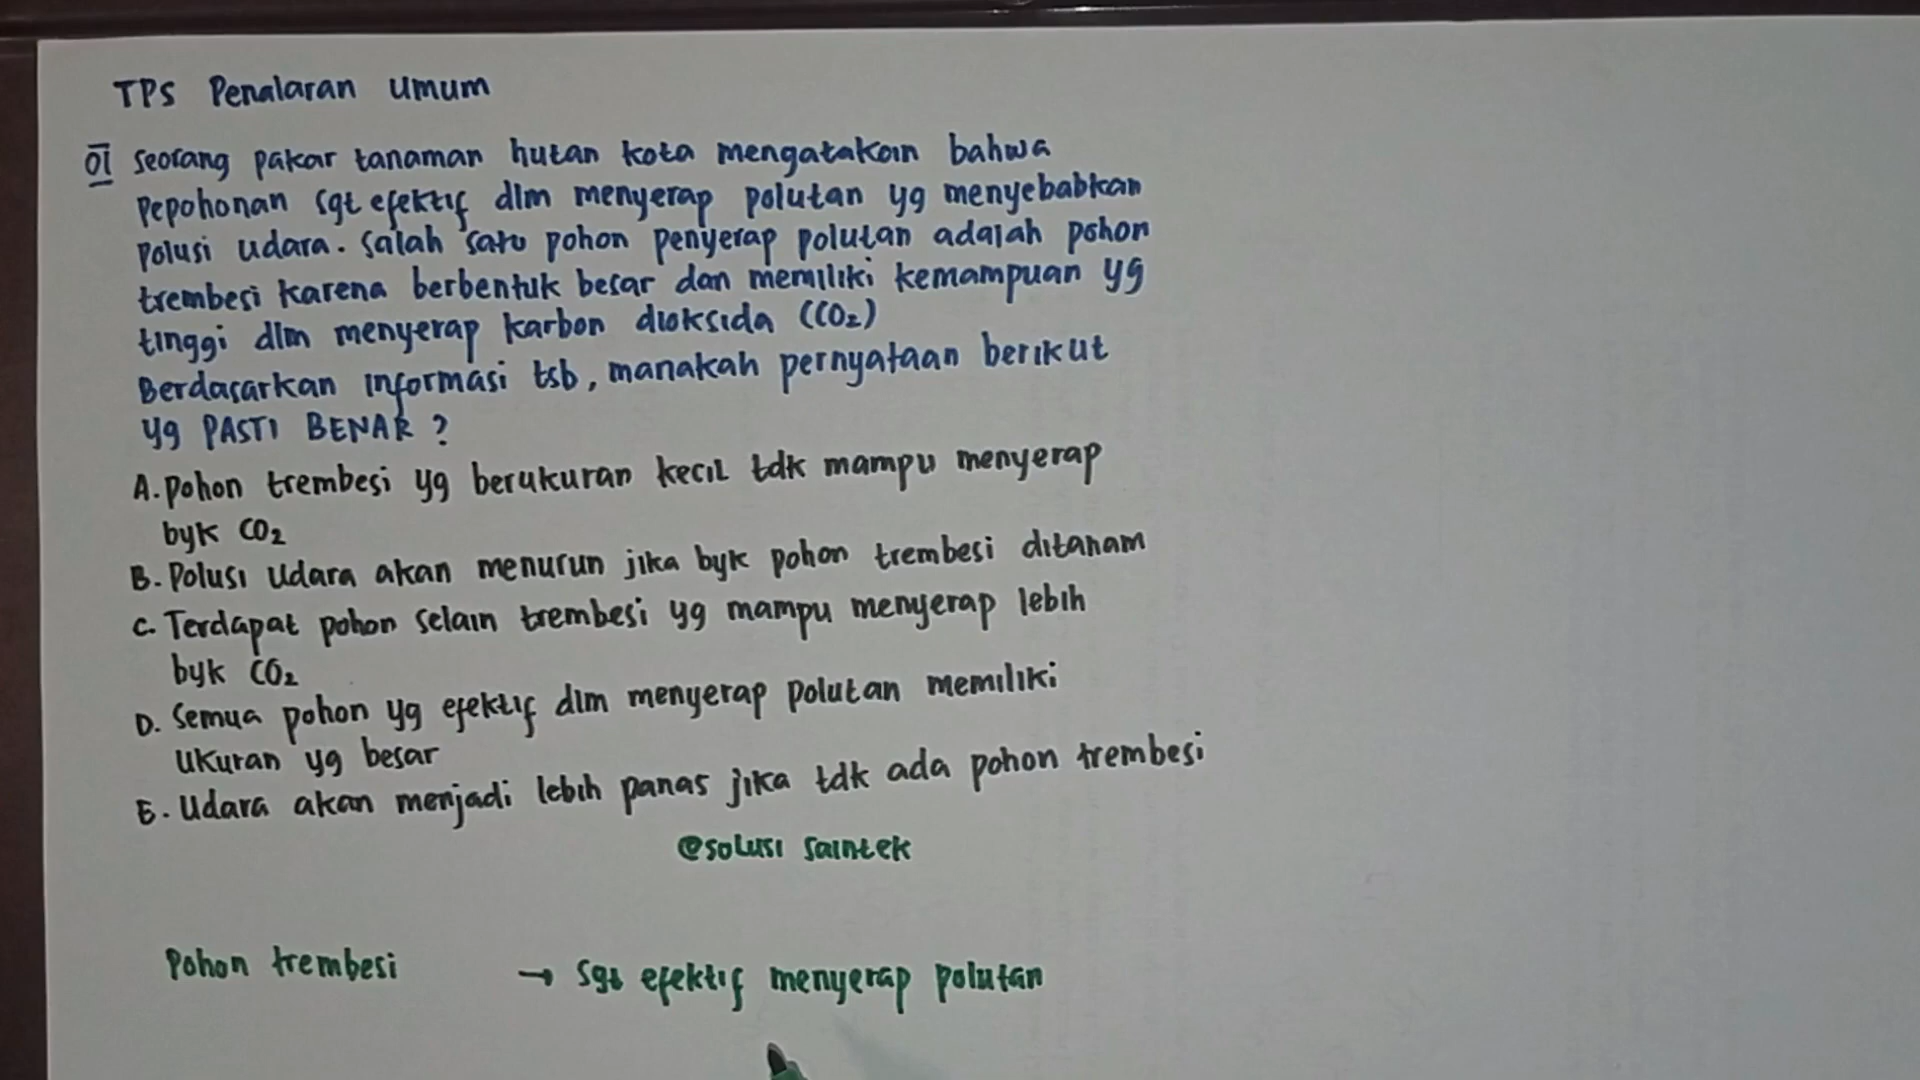 TPS Penalaran Umum
01 Seorang pakar tanaman hutan kota mengatakan bahwa
pepohonan sgt efektif dlm menyerap polutan yg menyebabkan
polusi udara. Salah satu pohon penyerap polutan adalah pohon
trembesi karena berbentuk besar dan memiliki kemampuan yg
tinggi dlm menyerap karbon dioksida (CO₂)
Berdasarkan informasi tsb, manakah pernyataan berikut
yg PASTI BENAR ?
A. Pohon trembesi yg berukuran kecil tdk mampu menyerap
byk CO₂
B. Polusi udara akan menurun jika byk pohon trembesi ditanam
C. Terdapat pohon selain trembesi yg mampu menyerap lebih
byk CO₂
D. Semua pohon yg efektif dlm menyerap polutan memiliki
ukuran yg besar
E. Udara akan menjadi lebih panas jika tdk ada pohon trembesi
@solusi saintek
Pohon trembesi → sgt efektif menyerap polutan